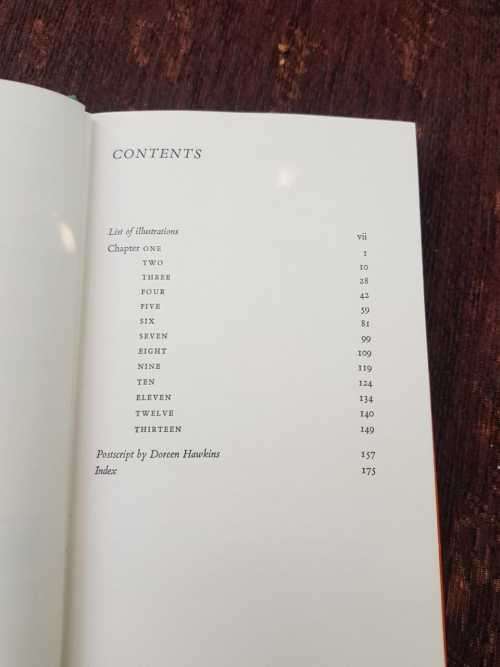 CONTENTS
List of illustrations vii
Chapter ONE 1
TWO 10
THREE 28
FOUR 42
FIVE 59
SIX 81
SEVEN 99
EIGHT 109
NINE 119
TEN 124
ELEVEN 134
TWELVE 140
THIRTEEN 149
Postscript by Doreen Hawkins 157
Index 175